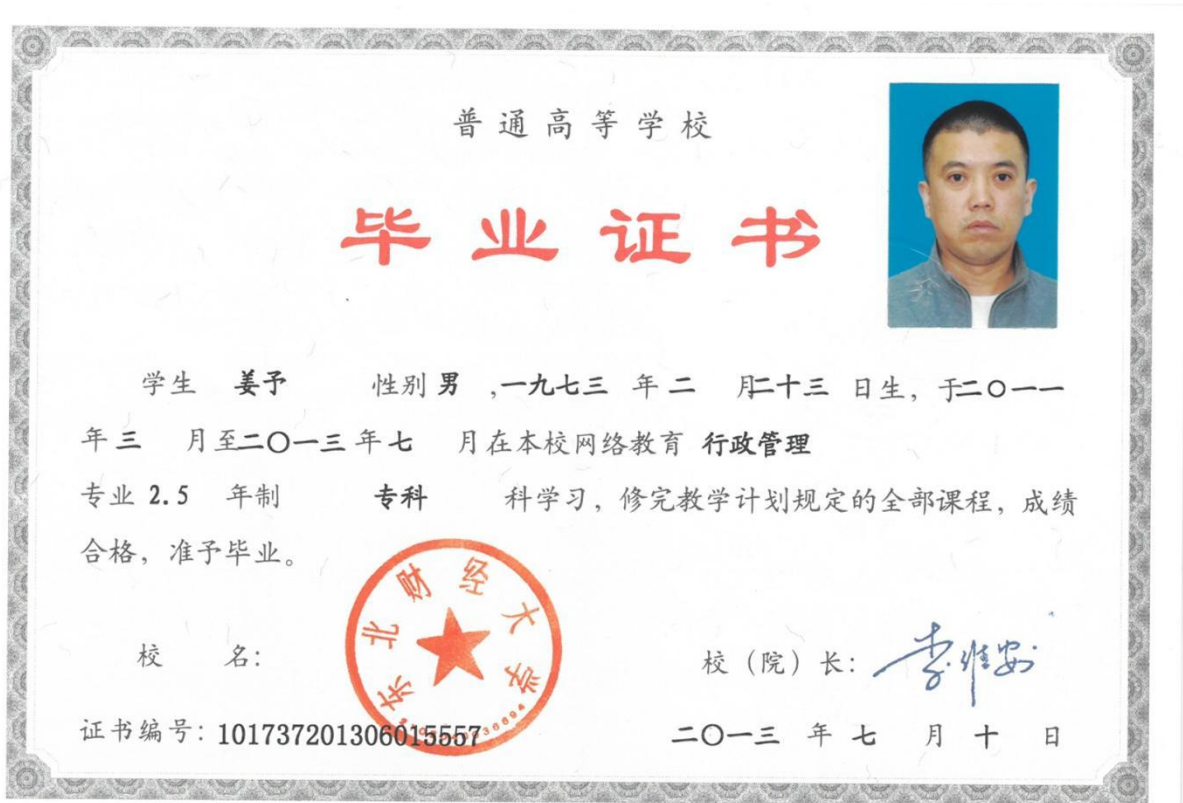 普通高等学校
毕业证书
学生 姜予 性别 男 ,一九七三 年 二 月二十三 日生，于二〇一一
年 三 月至二〇一三 年 七 月在本校网络教育 行政管理
专业 2.5 年制 专科 科学习，修完教学计划规定的全部课程，成绩
合格，准予毕业。
东北财经大学
校 名：
校（院）长：李维安
证书编号：101737201306015557
二〇一三 年 七 月 十 日